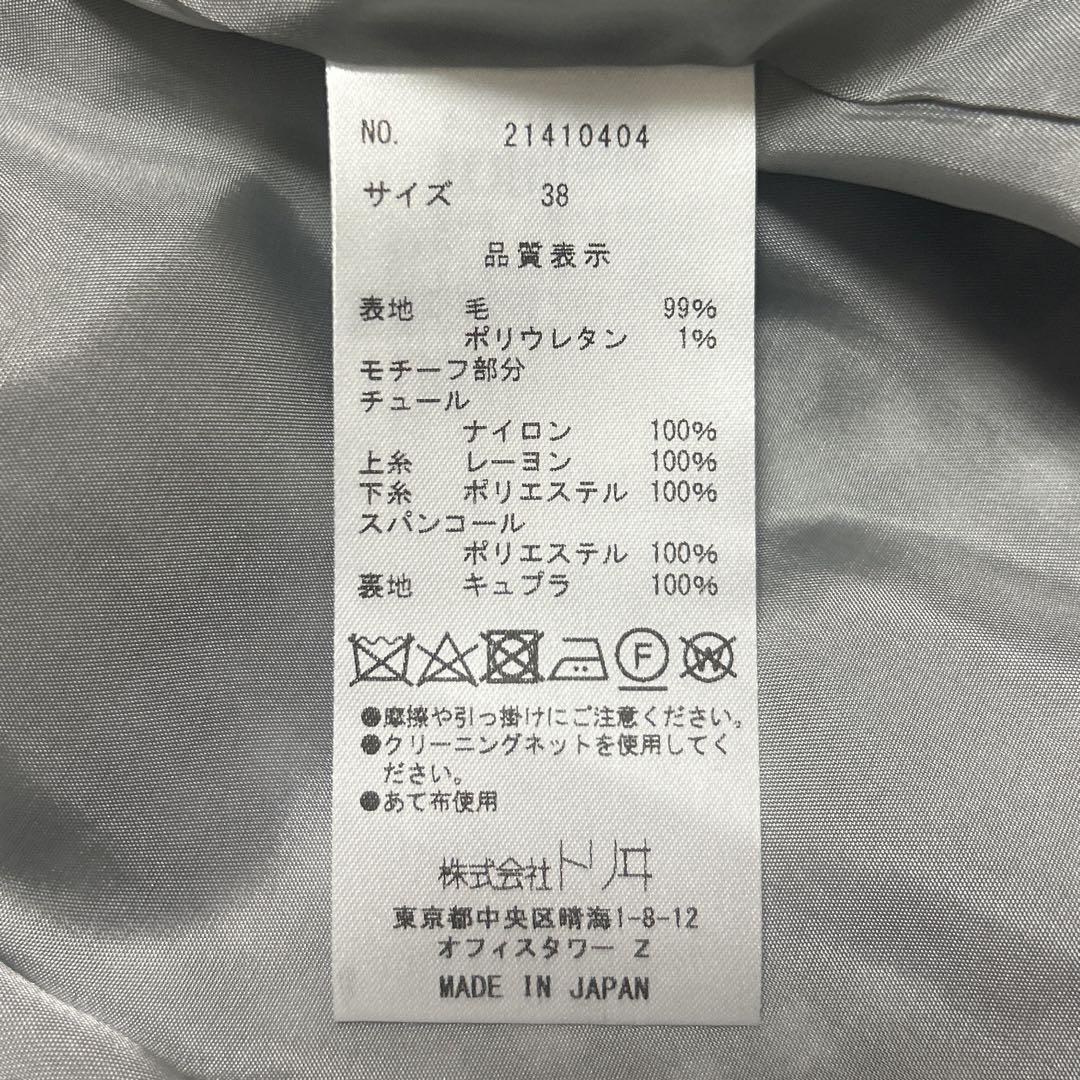 NO. 21410404
サイズ 38
品質表示
表地 毛 99%
ポリウレタン 1%
モチーフ部分
チュール
ナイロン 100%
上糸 レーヨン 100%
下糸 ポリエステル 100%
スパンコール
ポリエステル 100%
裏地 キュプラ 100%
F W
●摩擦や引っ掛けにご注意ください。
●クリーニングネットを使用してく
ださい。
●あて布使用
株式会社トリヰ
東京都中央区晴海1-8-12
オフィスタワー Z
MADE IN JAPAN